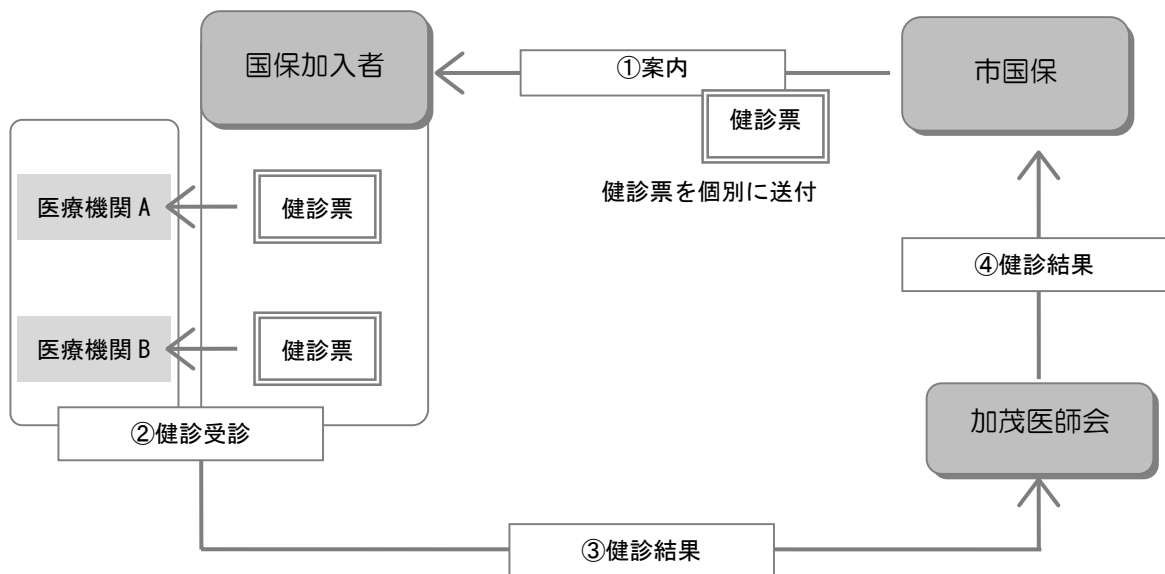 国保加入者
①案内
市国保
健診票
健診票を個別に送付
医療機関 A
健診票
④健診結果
医療機関 B
健診票
②健診受診
加茂医師会
③健診結果